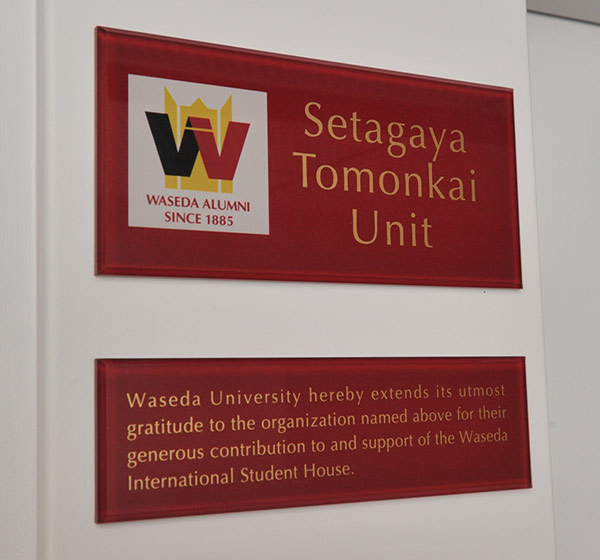 Setagaya
Tomonkai
Unit
W
WASEDA ALUMNI
SINCE 1885
Waseda University hereby extends its utmost
gratitude to the organization named above for their
generous contribution to and support of the Waseda
International Student House.